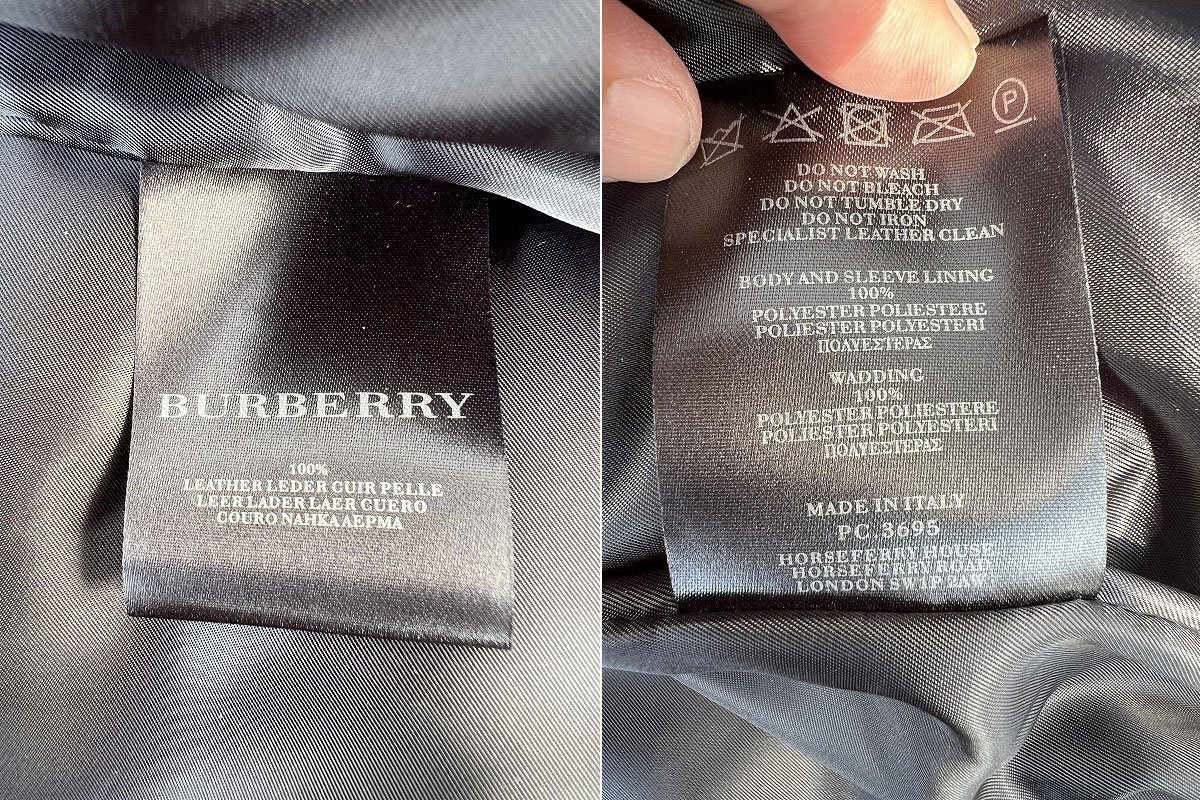 BURBERRY
100%
LEATHER LEDER CUIR PELLE
LEER LADER LAER CUERO
COURO NAHKA ΔΕΡΜΑ
P
DO NOT WASH
DO NOT BLEACH
DO NOT TUMBLE DRY
DO NOT IRON
SPECIALIST LEATHER CLEAN
BODY AND SLEEVE LINING
100%
POLYESTER POLIESTERE
POLIESTER POLYESTERI
ΠΟΛΥΕΣΤΕΡΑΣ
WADDING
100%
POLYESTER POLIESTERE
POLIESTER POLYESTERI
ΠΟΛΥΕΣΤΕΡΑΣ
MADE IN ITALY
PC 3695
HORSEFERRY HOUSE
HORSEFERRY ROAD
LONDON SW1P 2AW